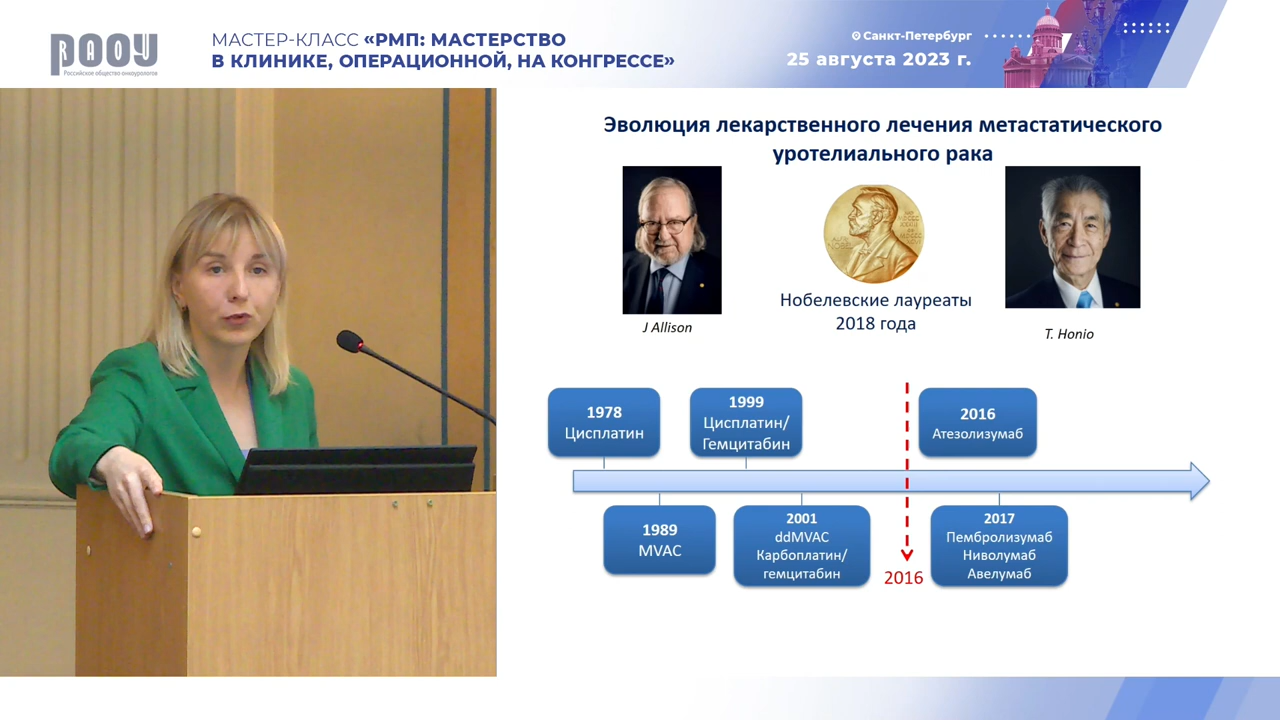 РАОУ
Российское общество онкоурологов
МАСТЕР-КЛАСС «РМП: МАСТЕРСТВО
В КЛИНИКЕ, ОПЕРАЦИОННОЙ, НА КОНГРЕССЕ»
Санкт-Петербург
25 августа 2023 г.
Эволюция лекарственного лечения метастатического
уротелиального рака
J Allison
Нобелевские лауреаты
2018 года
T. Honio
1978
Цисплатин
1999
Цисплатин/
Гемцитабин
2016
Атезолизумаб
1989
MVAC
2001
ddMVAC
Карбоплатин/
гемцитабин
2016
2017
Пембролизумаб
Ниволумаб
Авелумаб